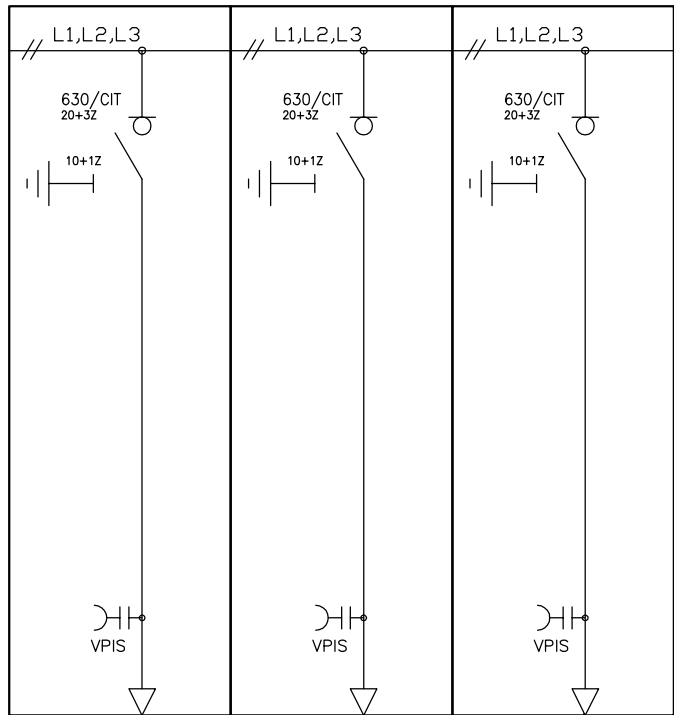 L1,L2,L3
630/CIT
20+3Z
10+1Z
VPIS
L1,L2,L3
630/CIT
20+3Z
10+1Z
VPIS
L1,L2,L3
630/CIT
20+3Z
10+1Z
VPIS